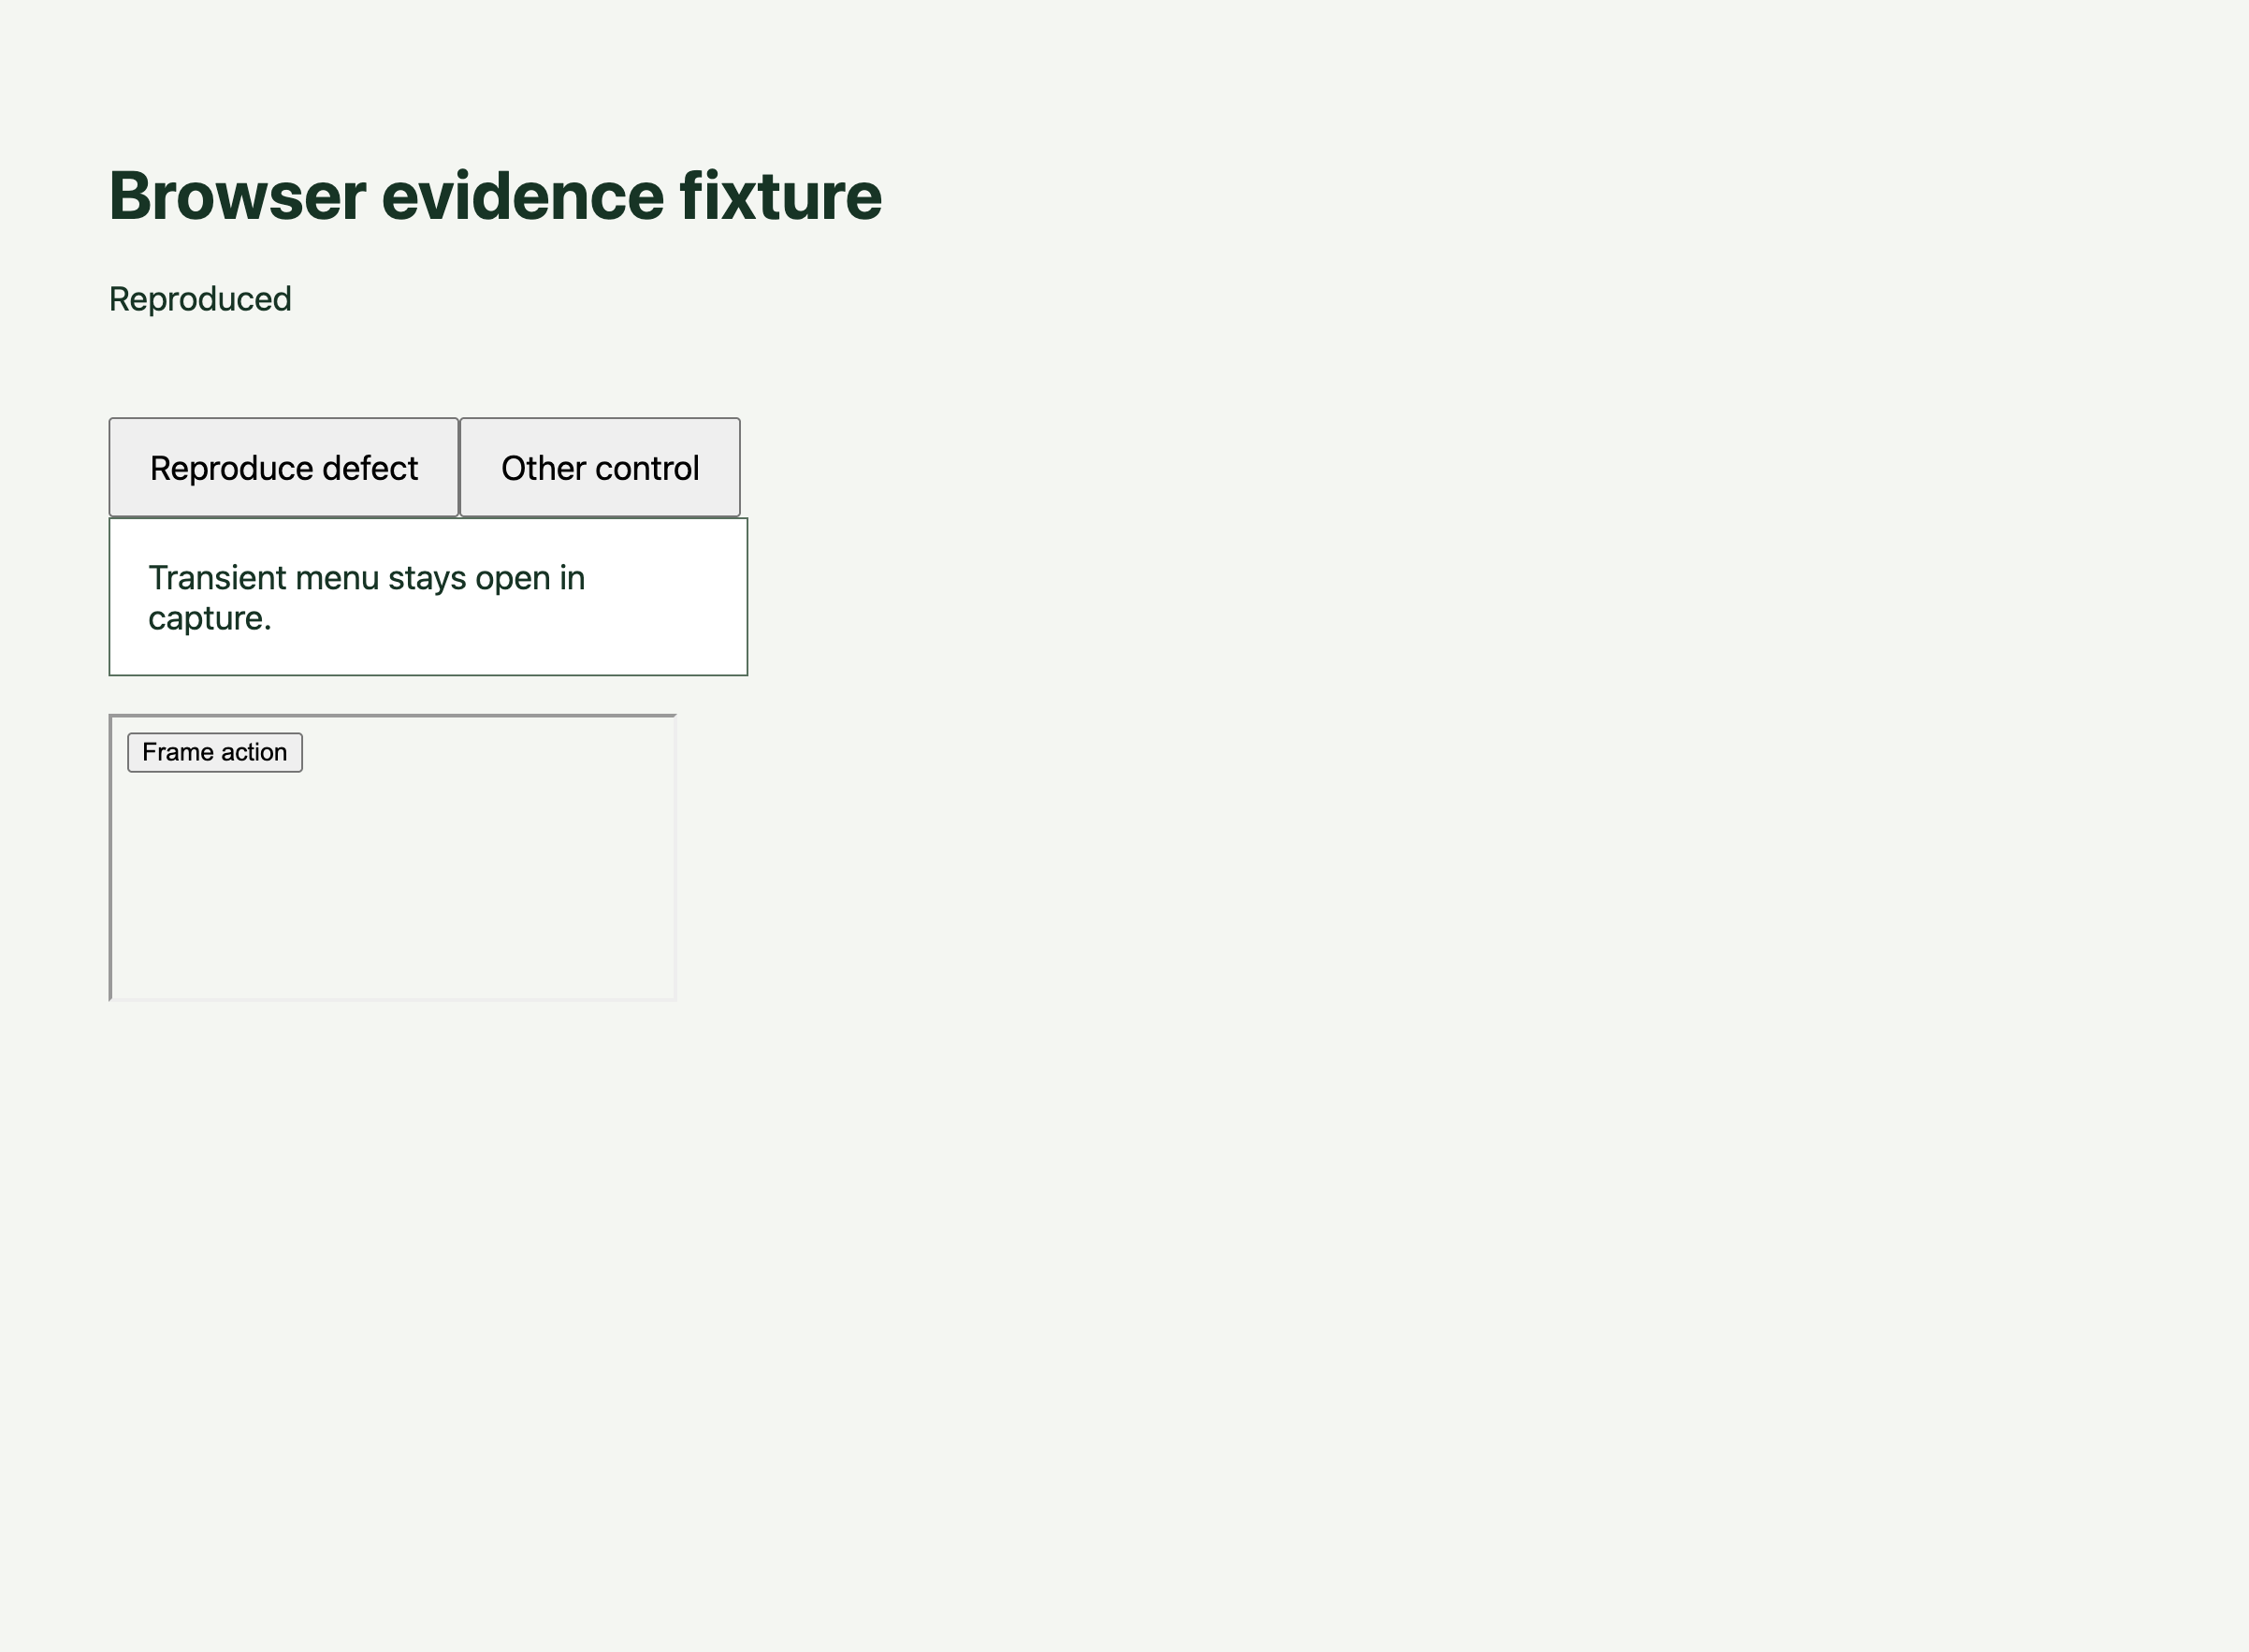 Browser evidence fixture
Reproduced
Reproduce defect
Other control
Transient menu stays open in
capture.
Frame action